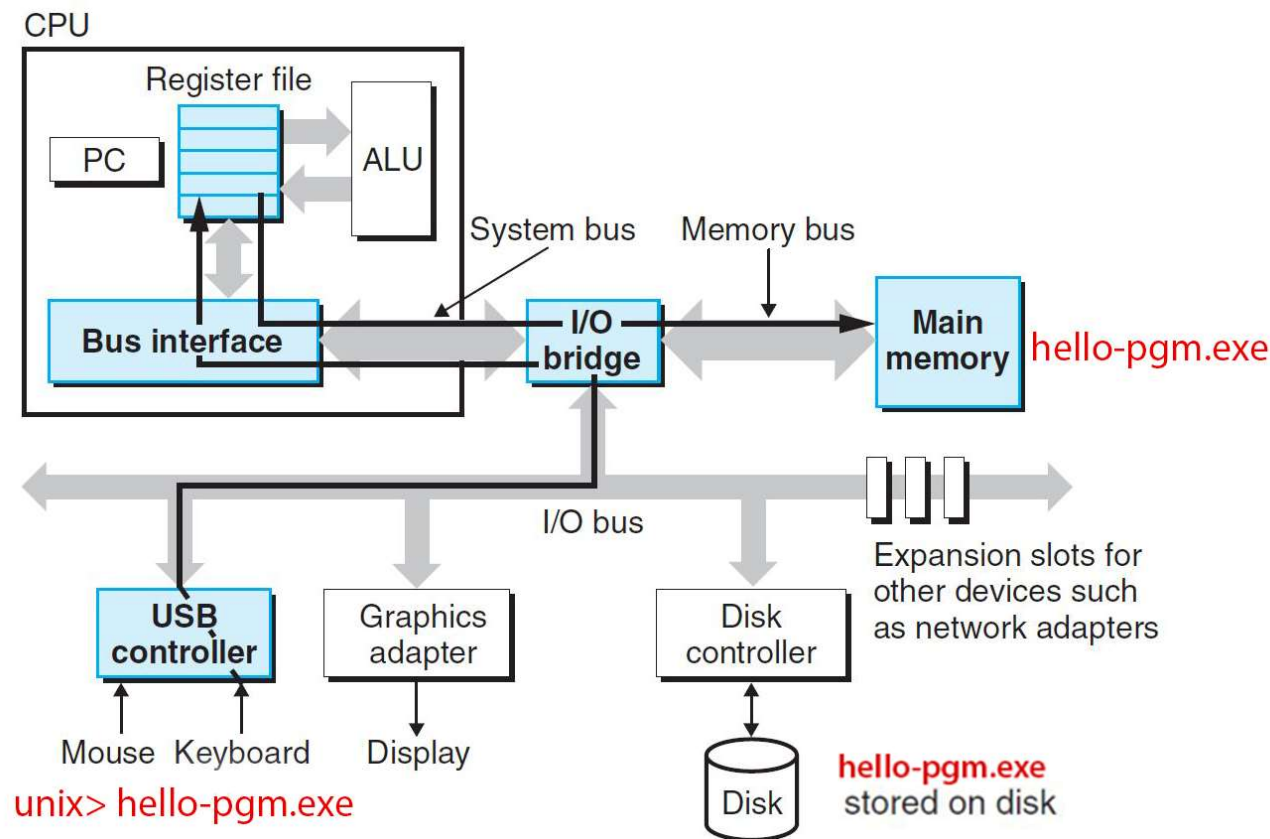 CPU
Register file
PC
ALU
System bus
Memory bus
Bus interface
I/O
bridge
Main
memory
hello-pgm.exe
I/O bus
Expansion slots for
other devices such
as network adapters
USB
controller
Graphics
adapter
Disk
controller
Mouse
Keyboard
Display
unix> hello-pgm.exe
Disk
hello-pgm.exe
stored on disk